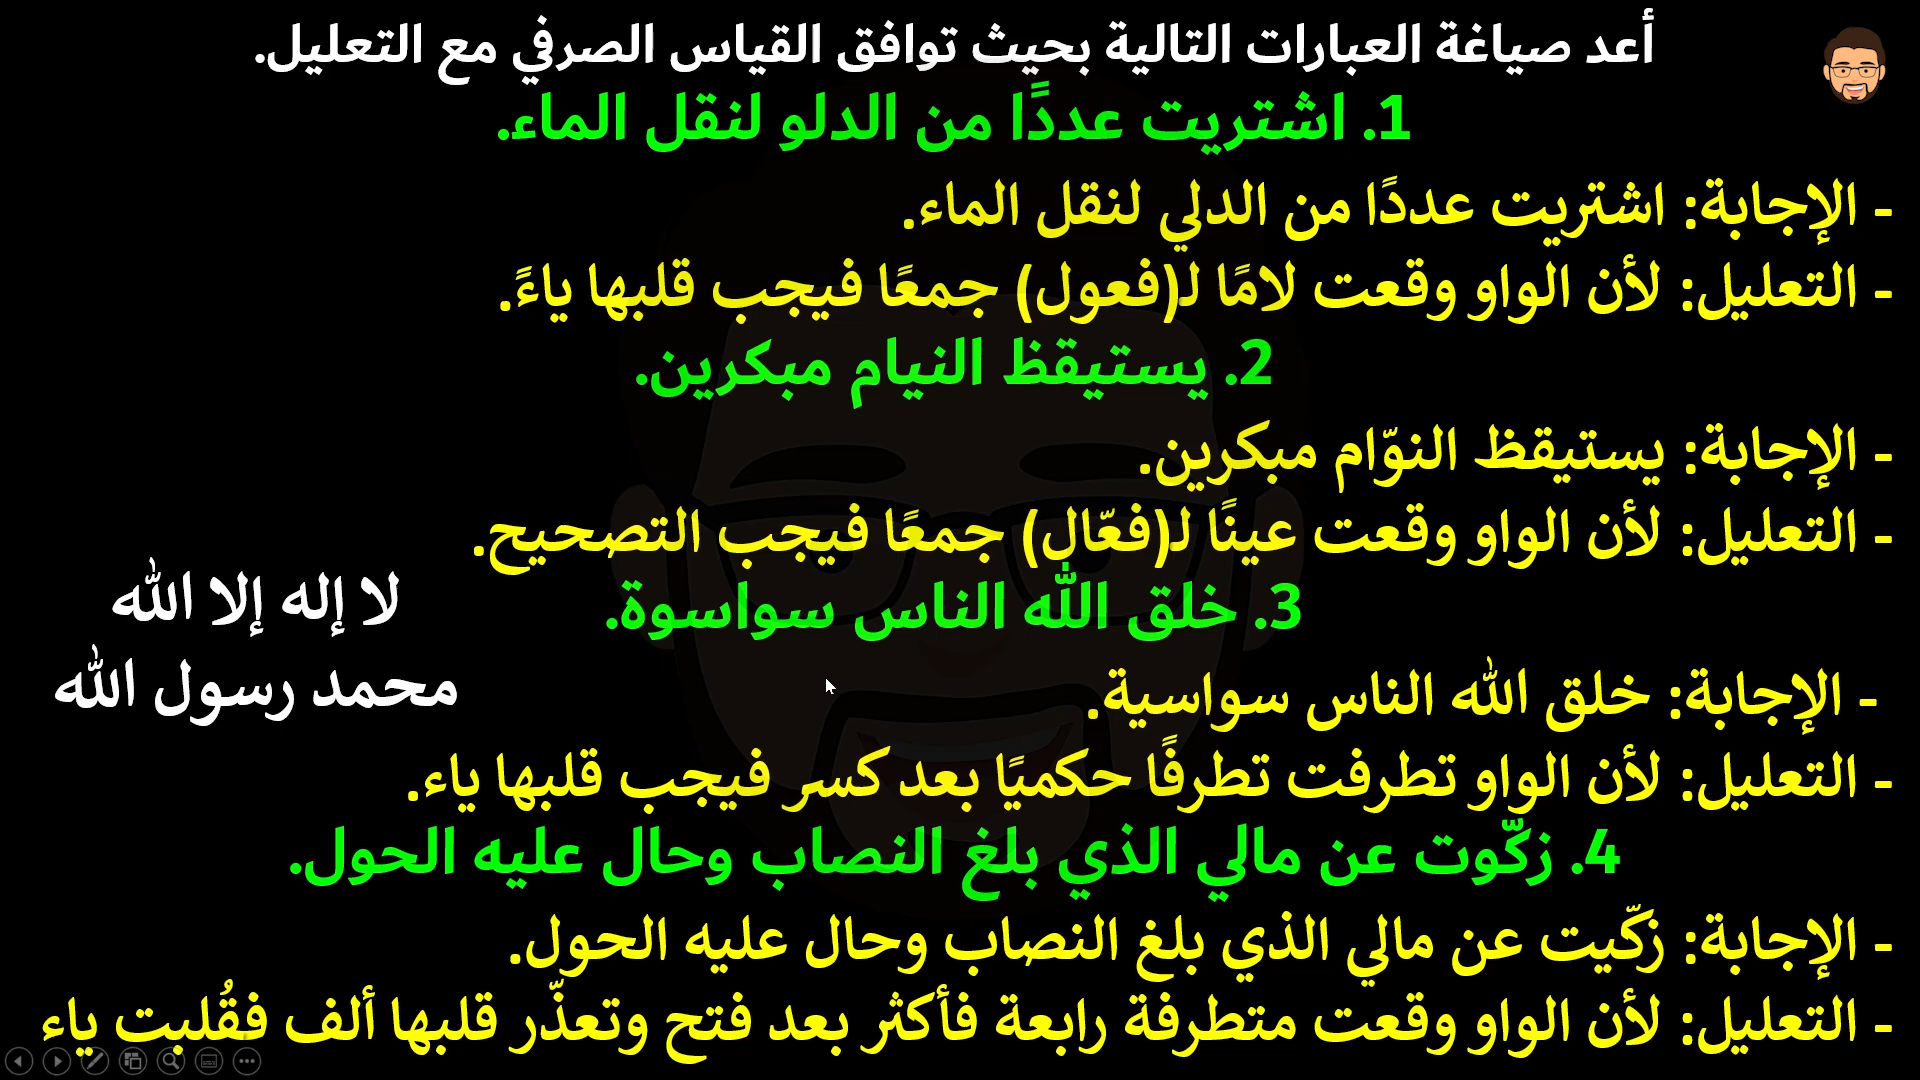 أعد صياغة العبارات التالية بحيث توافق القياس الصرفي مع التعليل.
1. اشتريت عددًا من الدلو لنقل الماء.
- الإجابة: اشتريت عددًا من الدلي لنقل الماء.
- التعليل: لأن الواو وقعت لامًا لـ(فعول) جمعًا فيجب قلبها ياءً.
2. يستيقظ النيام مبكرين.
- الإجابة: يستيقظ النوّام مبكرين.
- التعليل: لأن الواو وقعت عينًا لـ(فعّال) جمعًا فيجب التصحيح.
3. خلق الله الناس سواسوة.
- الإجابة: خلق الله الناس سواسية.
- التعليل: لأن الواو تطرفت تطرفًا حكميًا بعد كسر فيجب قلبها ياء.
4. زكّوت عن مالي الذي بلغ النصاب وحال عليه الحول.
- الإجابة: زكّيت عن مالي الذي بلغ النصاب وحال عليه الحول.
- التعليل: لأن الواو وقعت متطرفة رابعة فأكثر بعد فتح وتعذّر قلبها ألف فقُلبت ياء
لا إله إلا الله
محمد رسول الله